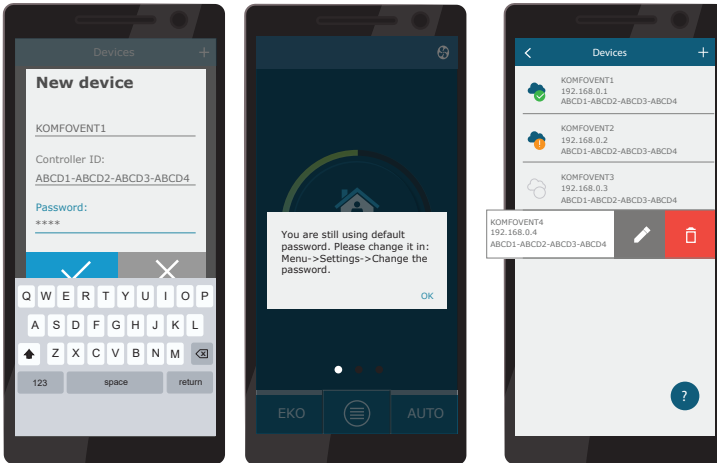 Devices
+
New device
KOMFOVENT1
Controller ID:
ABCD1-ABCD2-ABCD3-ABCD4
Password:
****
Q W E R T Y U I O P
A S D F G H J K L
Z X C V B N M
123 space return
You are still using default
password. Please change it in:
Menu->Settings->Change the
password.
OK
EKO
AUTO
Devices
+
KOMFOVENT1
192.168.0.1
ABCD1-ABCD2-ABCD3-ABCD4
KOMFOVENT2
192.168.0.2
ABCD1-ABCD2-ABCD3-ABCD4
KOMFOVENT3
192.168.0.3
ABCD1-ABCD2-ABCD3-ABCD4
KOMFOVENT4
192.168.0.4
ABCD1-ABCD2-ABCD3-ABCD4
?